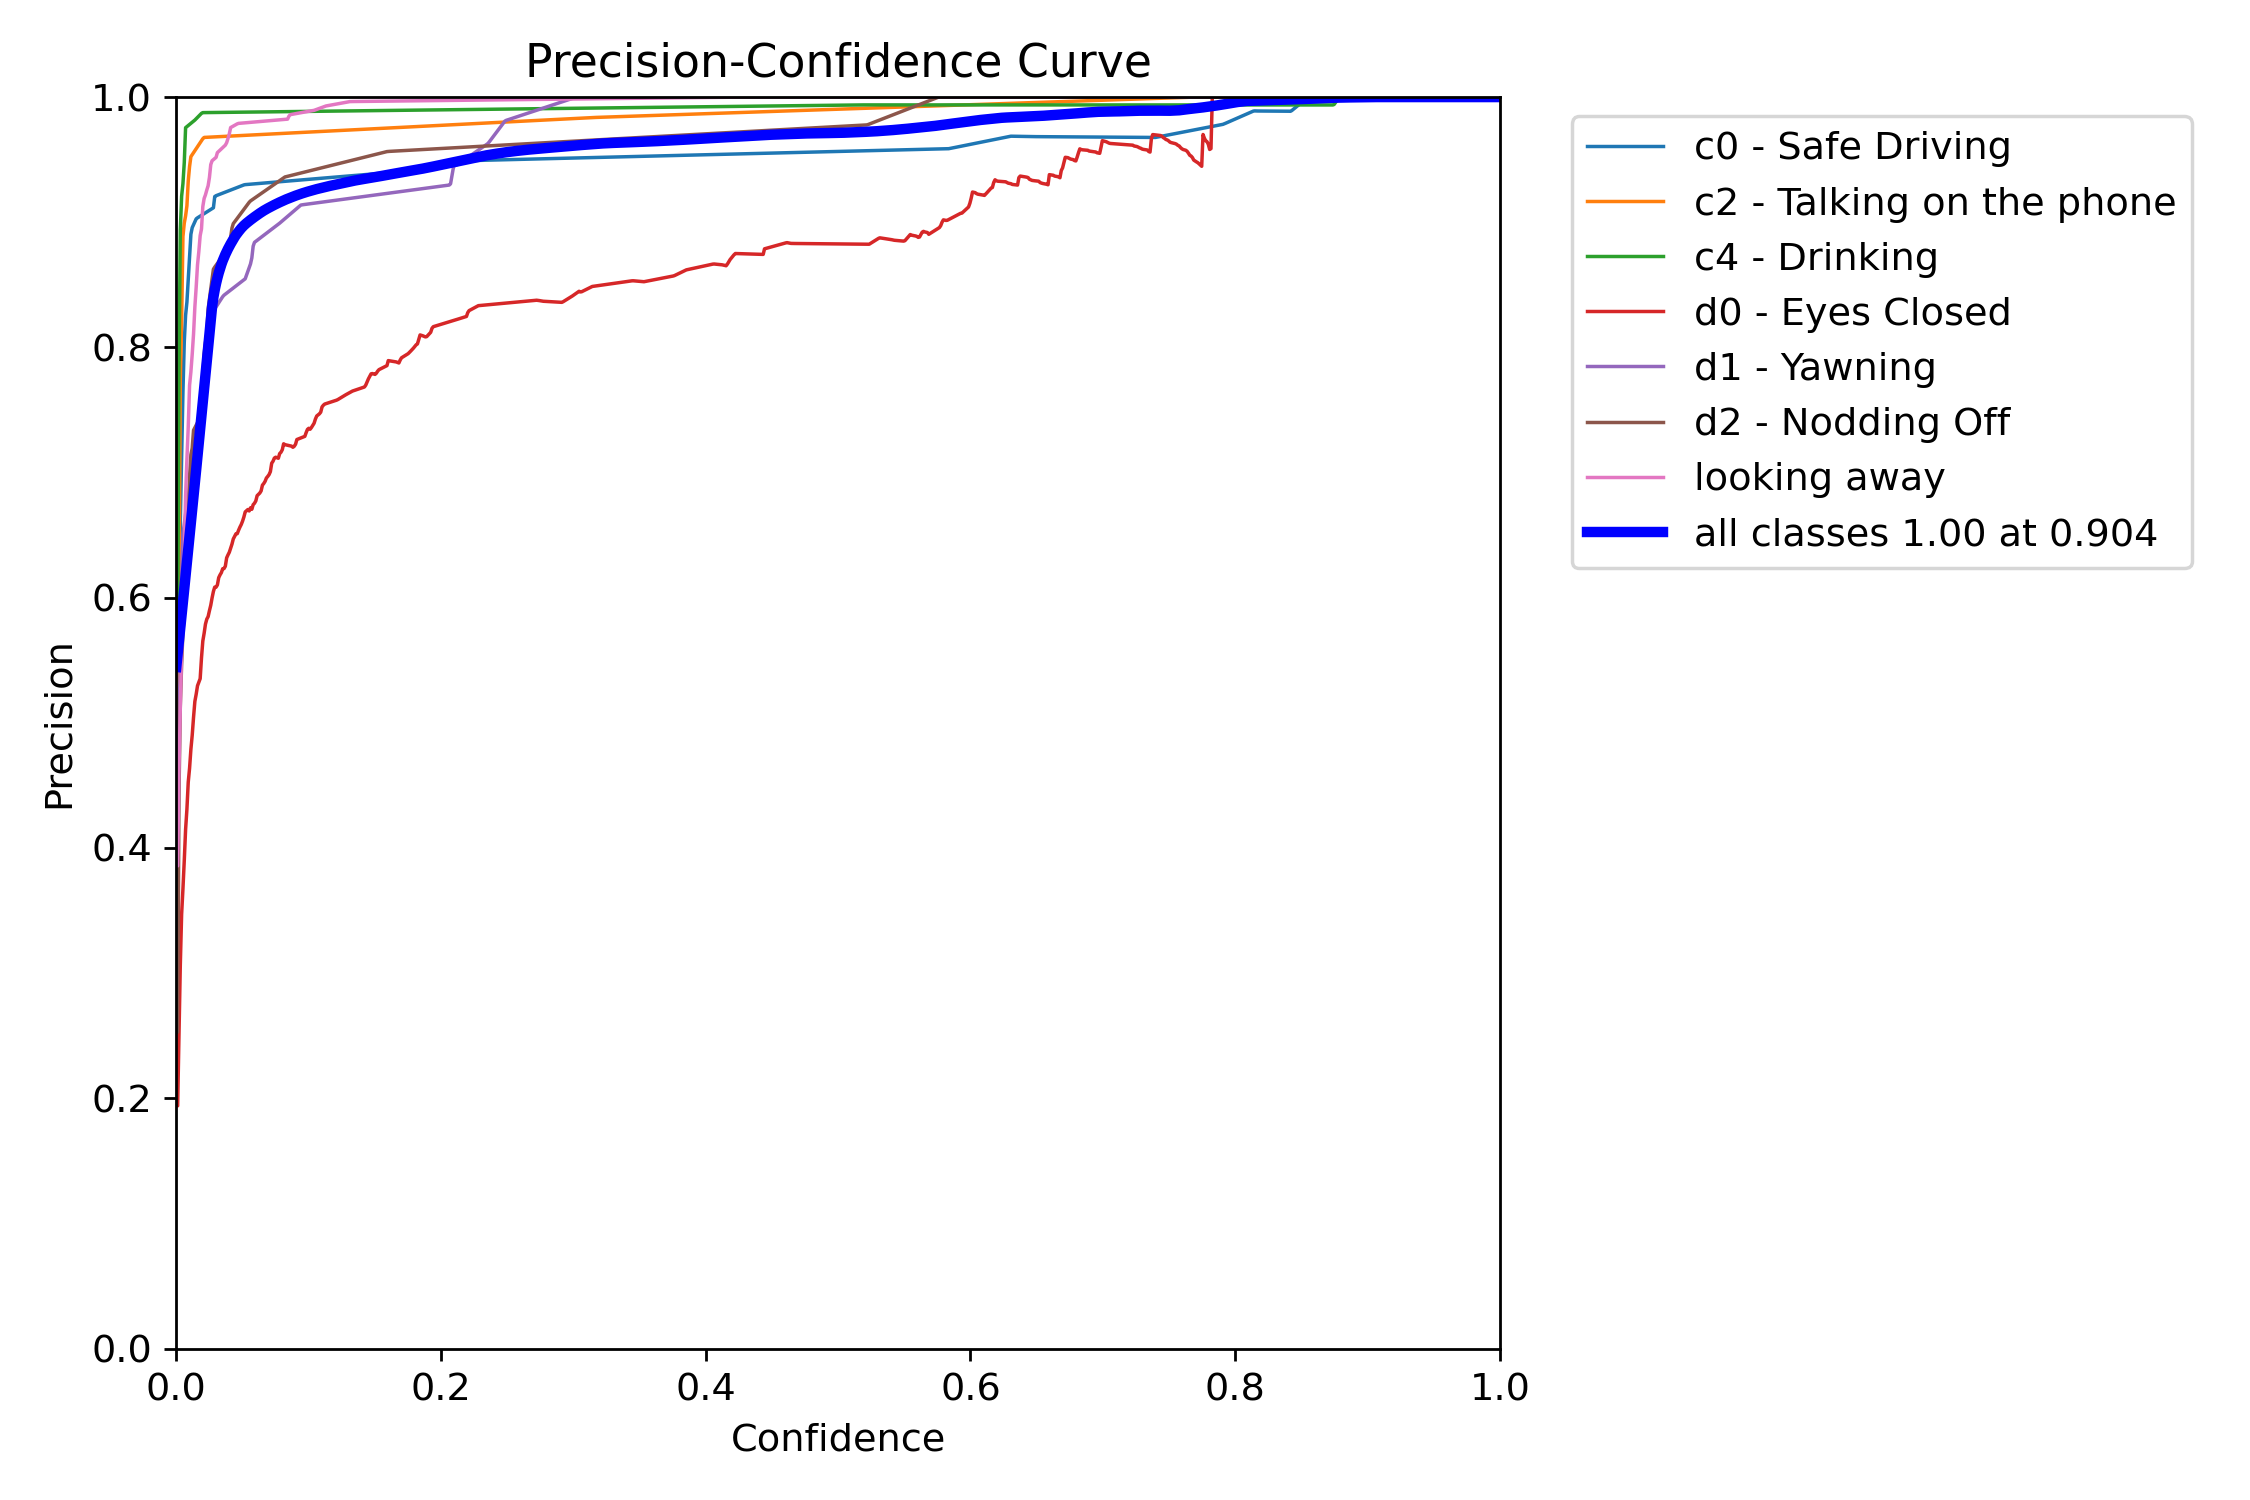 Precision-Confidence Curve
1.0
0.8
0.6
0.4
0.2
0.0
Precision
0.0 0.2 0.4 0.6 0.8 1.0
Confidence
c0 - Safe Driving
c2 - Talking on the phone
c4 - Drinking
d0 - Eyes Closed
d1 - Yawning
d2 - Nodding Off
looking away
all classes 1.00 at 0.904